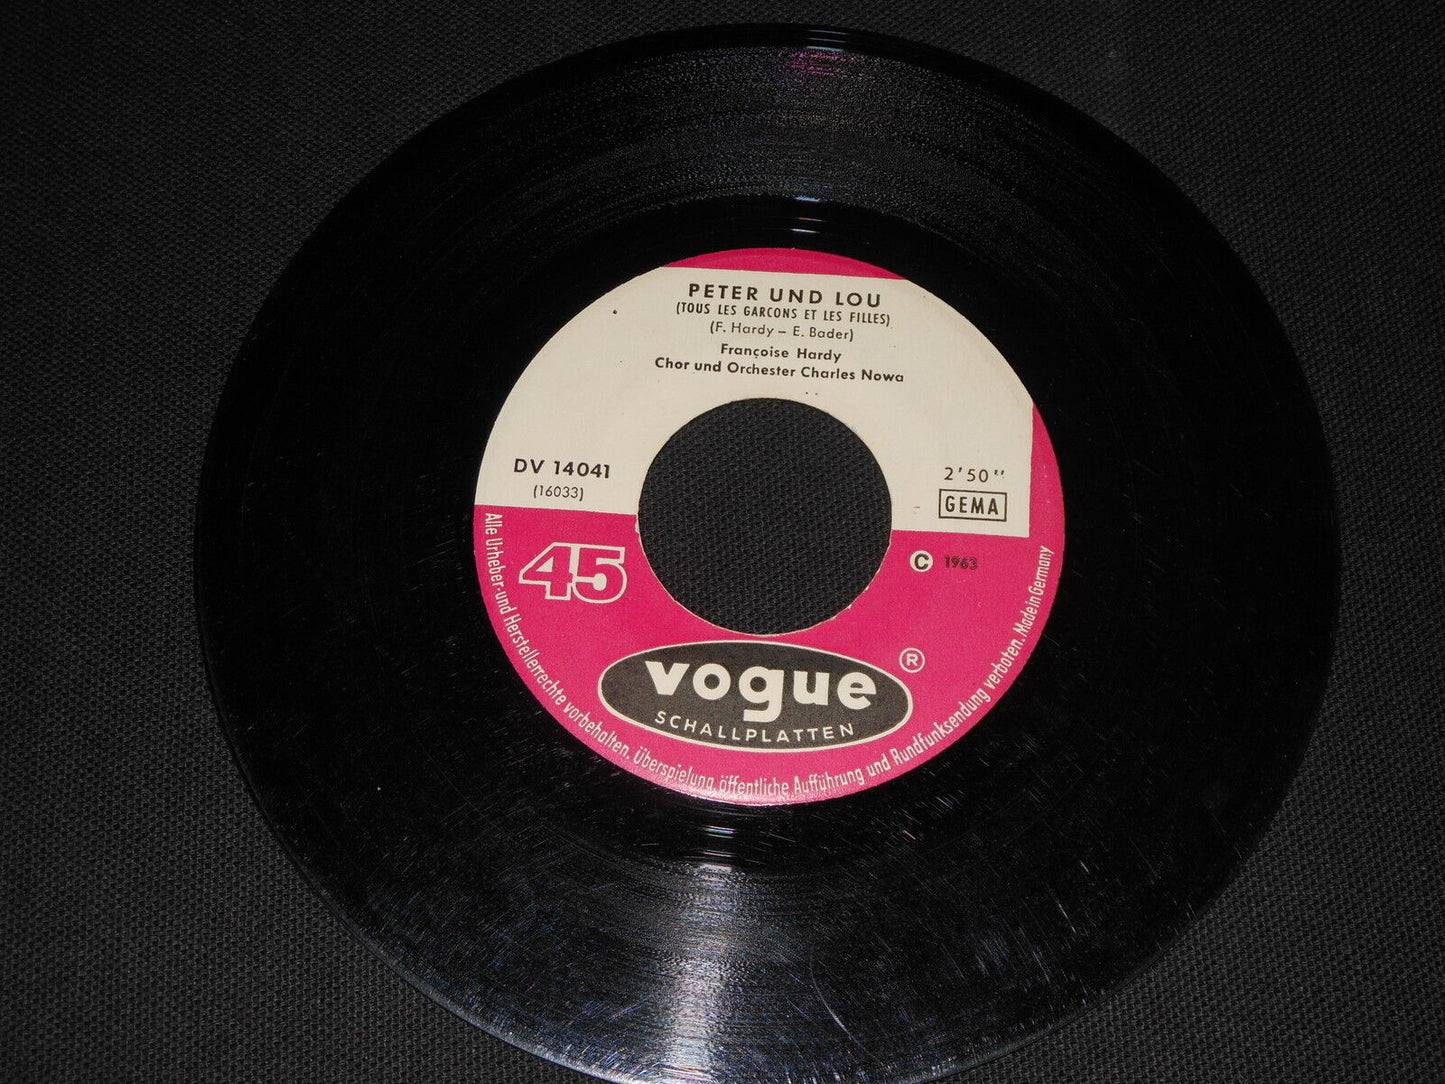 PETER UND LOU
(TOUS LES GARCONS ET LES FILLES)
(F. Hardy – E. Bader)
Françoise Hardy
Chor und Orchester Charles Nowa
DV 14041
(16033)
2'50''
GEMA
45
C 1963
vogue
SCHALLPLATTEN
®
Alle Urheber- und Herstellerrechte vorbehalten. Überspielung, öffentliche Aufführung und Rundfunksendung verboten. Made in Germany